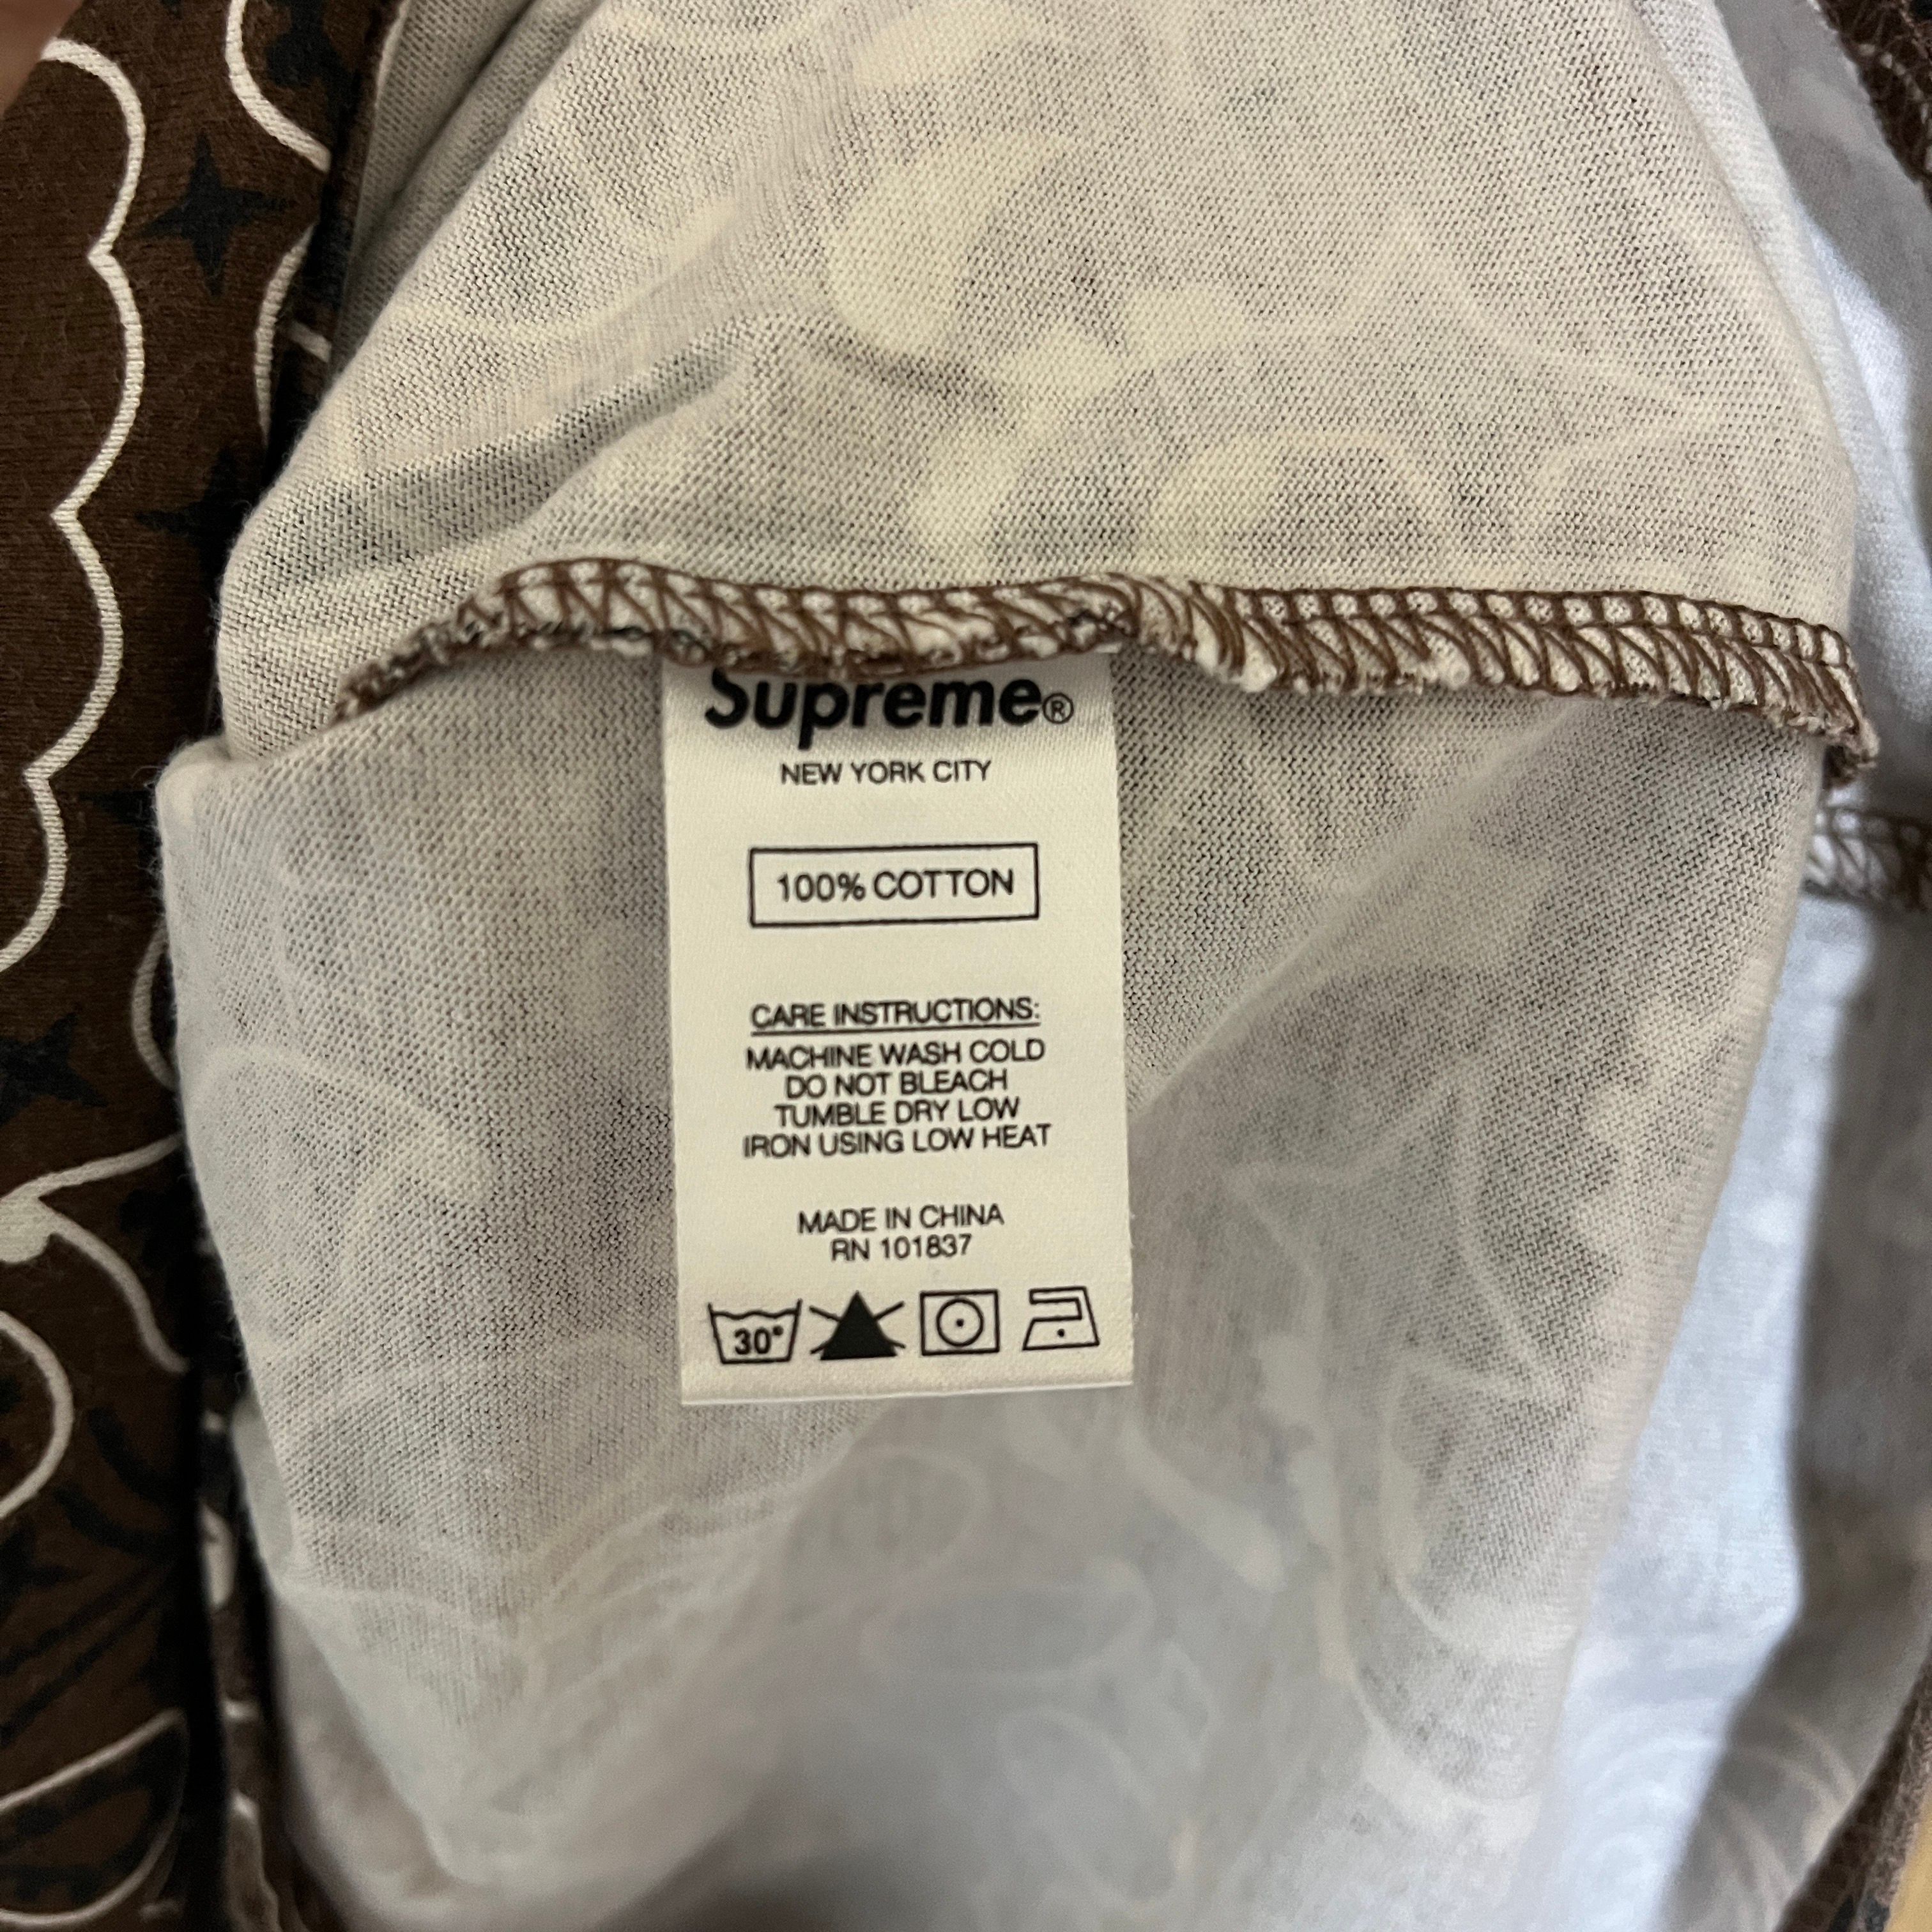 Supreme®
NEW YORK CITY
100% COTTON
CARE INSTRUCTIONS:
MACHINE WASH COLD
DO NOT BLEACH
TUMBLE DRY LOW
IRON USING LOW HEAT
MADE IN CHINA
RN 101837
30°